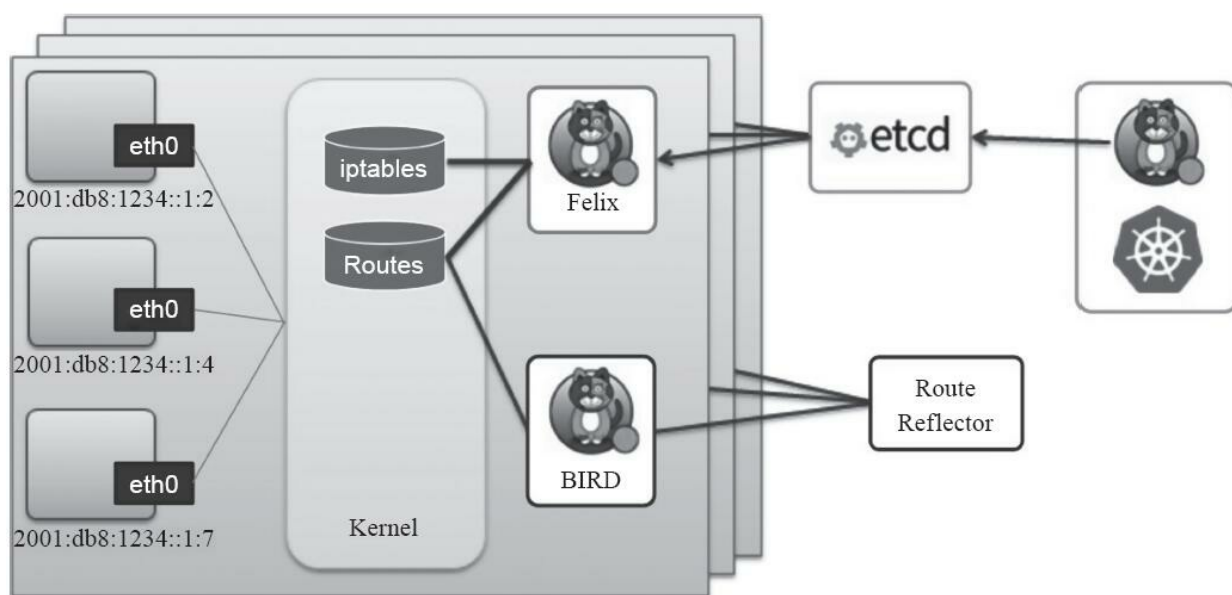 eth0
2001:db8:1234::1:2
eth0
2001:db8:1234::1:4
eth0
2001:db8:1234::1:7
iptables
Routes
Kernel
Felix
BIRD
etcd
Route
Reflector